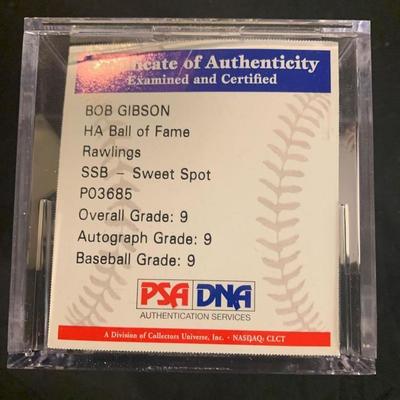 of Authenticity
Examined and Certified
BOB GIBSON
HA Ball of Fame
Rawlings
SSB - Sweet Spot
P03685
Overall Grade: 9
Autograph Grade: 9
Baseball Grade: 9
PSA DNA
AUTHENTICATION SERVICES
A Division of Collectors Universe, Inc. · NASDAQ: CLCT